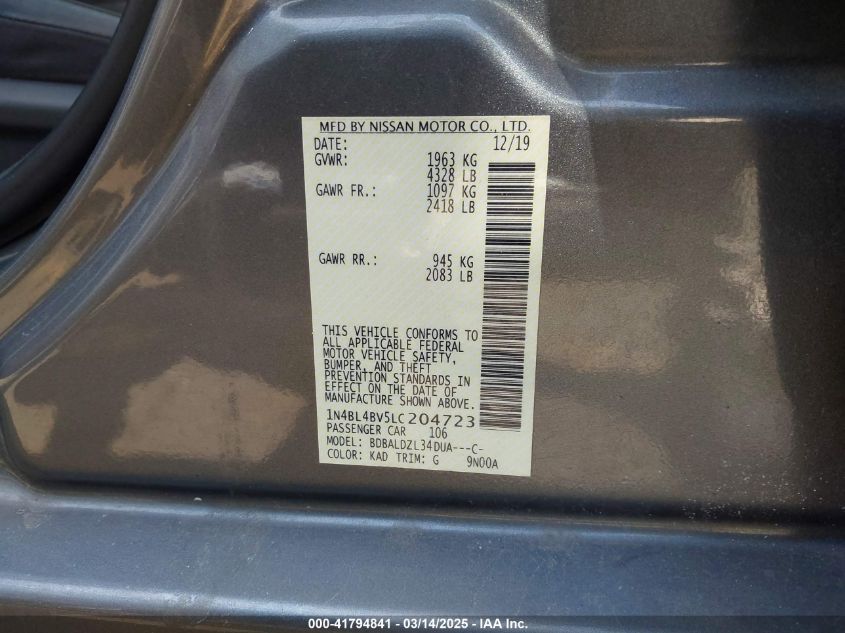 MFD BY NISSAN MOTOR CO., LTD.
DATE: 12/19
GVWR: 1963 KG
4328 LB
GAWR FR.: 1097 KG
2418 LB
GAWR RR.: 945 KG
2083 LB
THIS VEHICLE CONFORMS TO
ALL APPLICABLE FEDERAL
MOTOR VEHICLE SAFETY,
BUMPER, AND THEFT
PREVENTION STANDARDS IN
EFFECT ON THE DATE OF
MANUFACTURE SHOWN ABOVE.
1N4BL4BV5LC204723
PASSENGER CAR 106
MODEL: BDBALDZL34DUA---C-
COLOR: KAD TRIM: G 9N00A
000-41794841 - 03/14/2025 - IAA Inc.